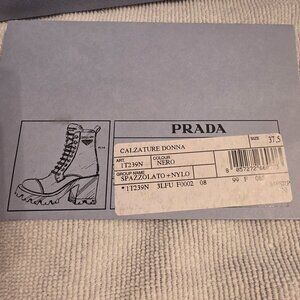 PRADA
SIZE 37.5
CALZATURE DONNA
ART. COLOUR
1T239N NERO
GROUP NAME
SPAZZOLATO+NYLO
*1T239N 3LFU F0002 08